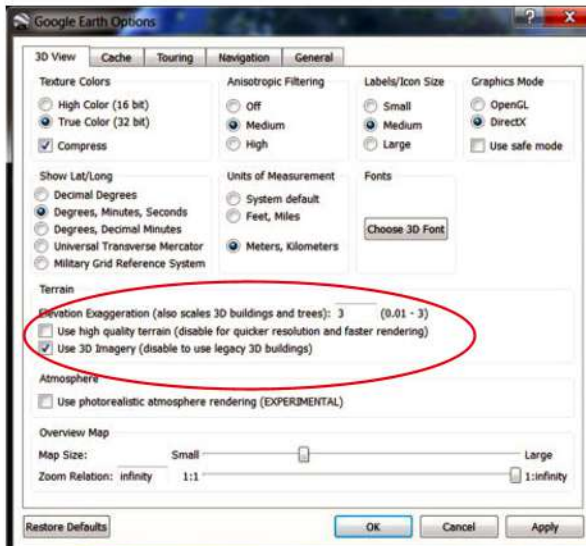 Google Earth Options
3D View Cache Touring Navigation General
Texture Colors Anisotropic Filtering Labels/Icon Size Graphics Mode
High Color (16 bit) Off Small OpenGL
True Color (32 bit) Medium Medium DirectX
Compress High Large Use safe mode
Show Lat/Long Units of Measurement Fonts
Decimal Degrees System default
Degrees, Minutes, Seconds Feet, Miles
Degrees, Decimal Minutes Choose 3D Font
Universal Transverse Mercator Meters, Kilometers
Military Grid Reference System
Terrain
Elevation Exaggeration (also scales 3D buildings and trees): 3 (0.01 - 3)
Use high quality terrain (disable for quicker resolution and faster rendering)
Use 3D Imagery (disable to use legacy 3D buildings)
Atmosphere
Use photorealistic atmosphere rendering (EXPERIMENTAL)
Overview Map
Map Size: Small Large
Zoom Relation: infinity 1:1 1:infinity
Restore Defaults OK Cancel Apply